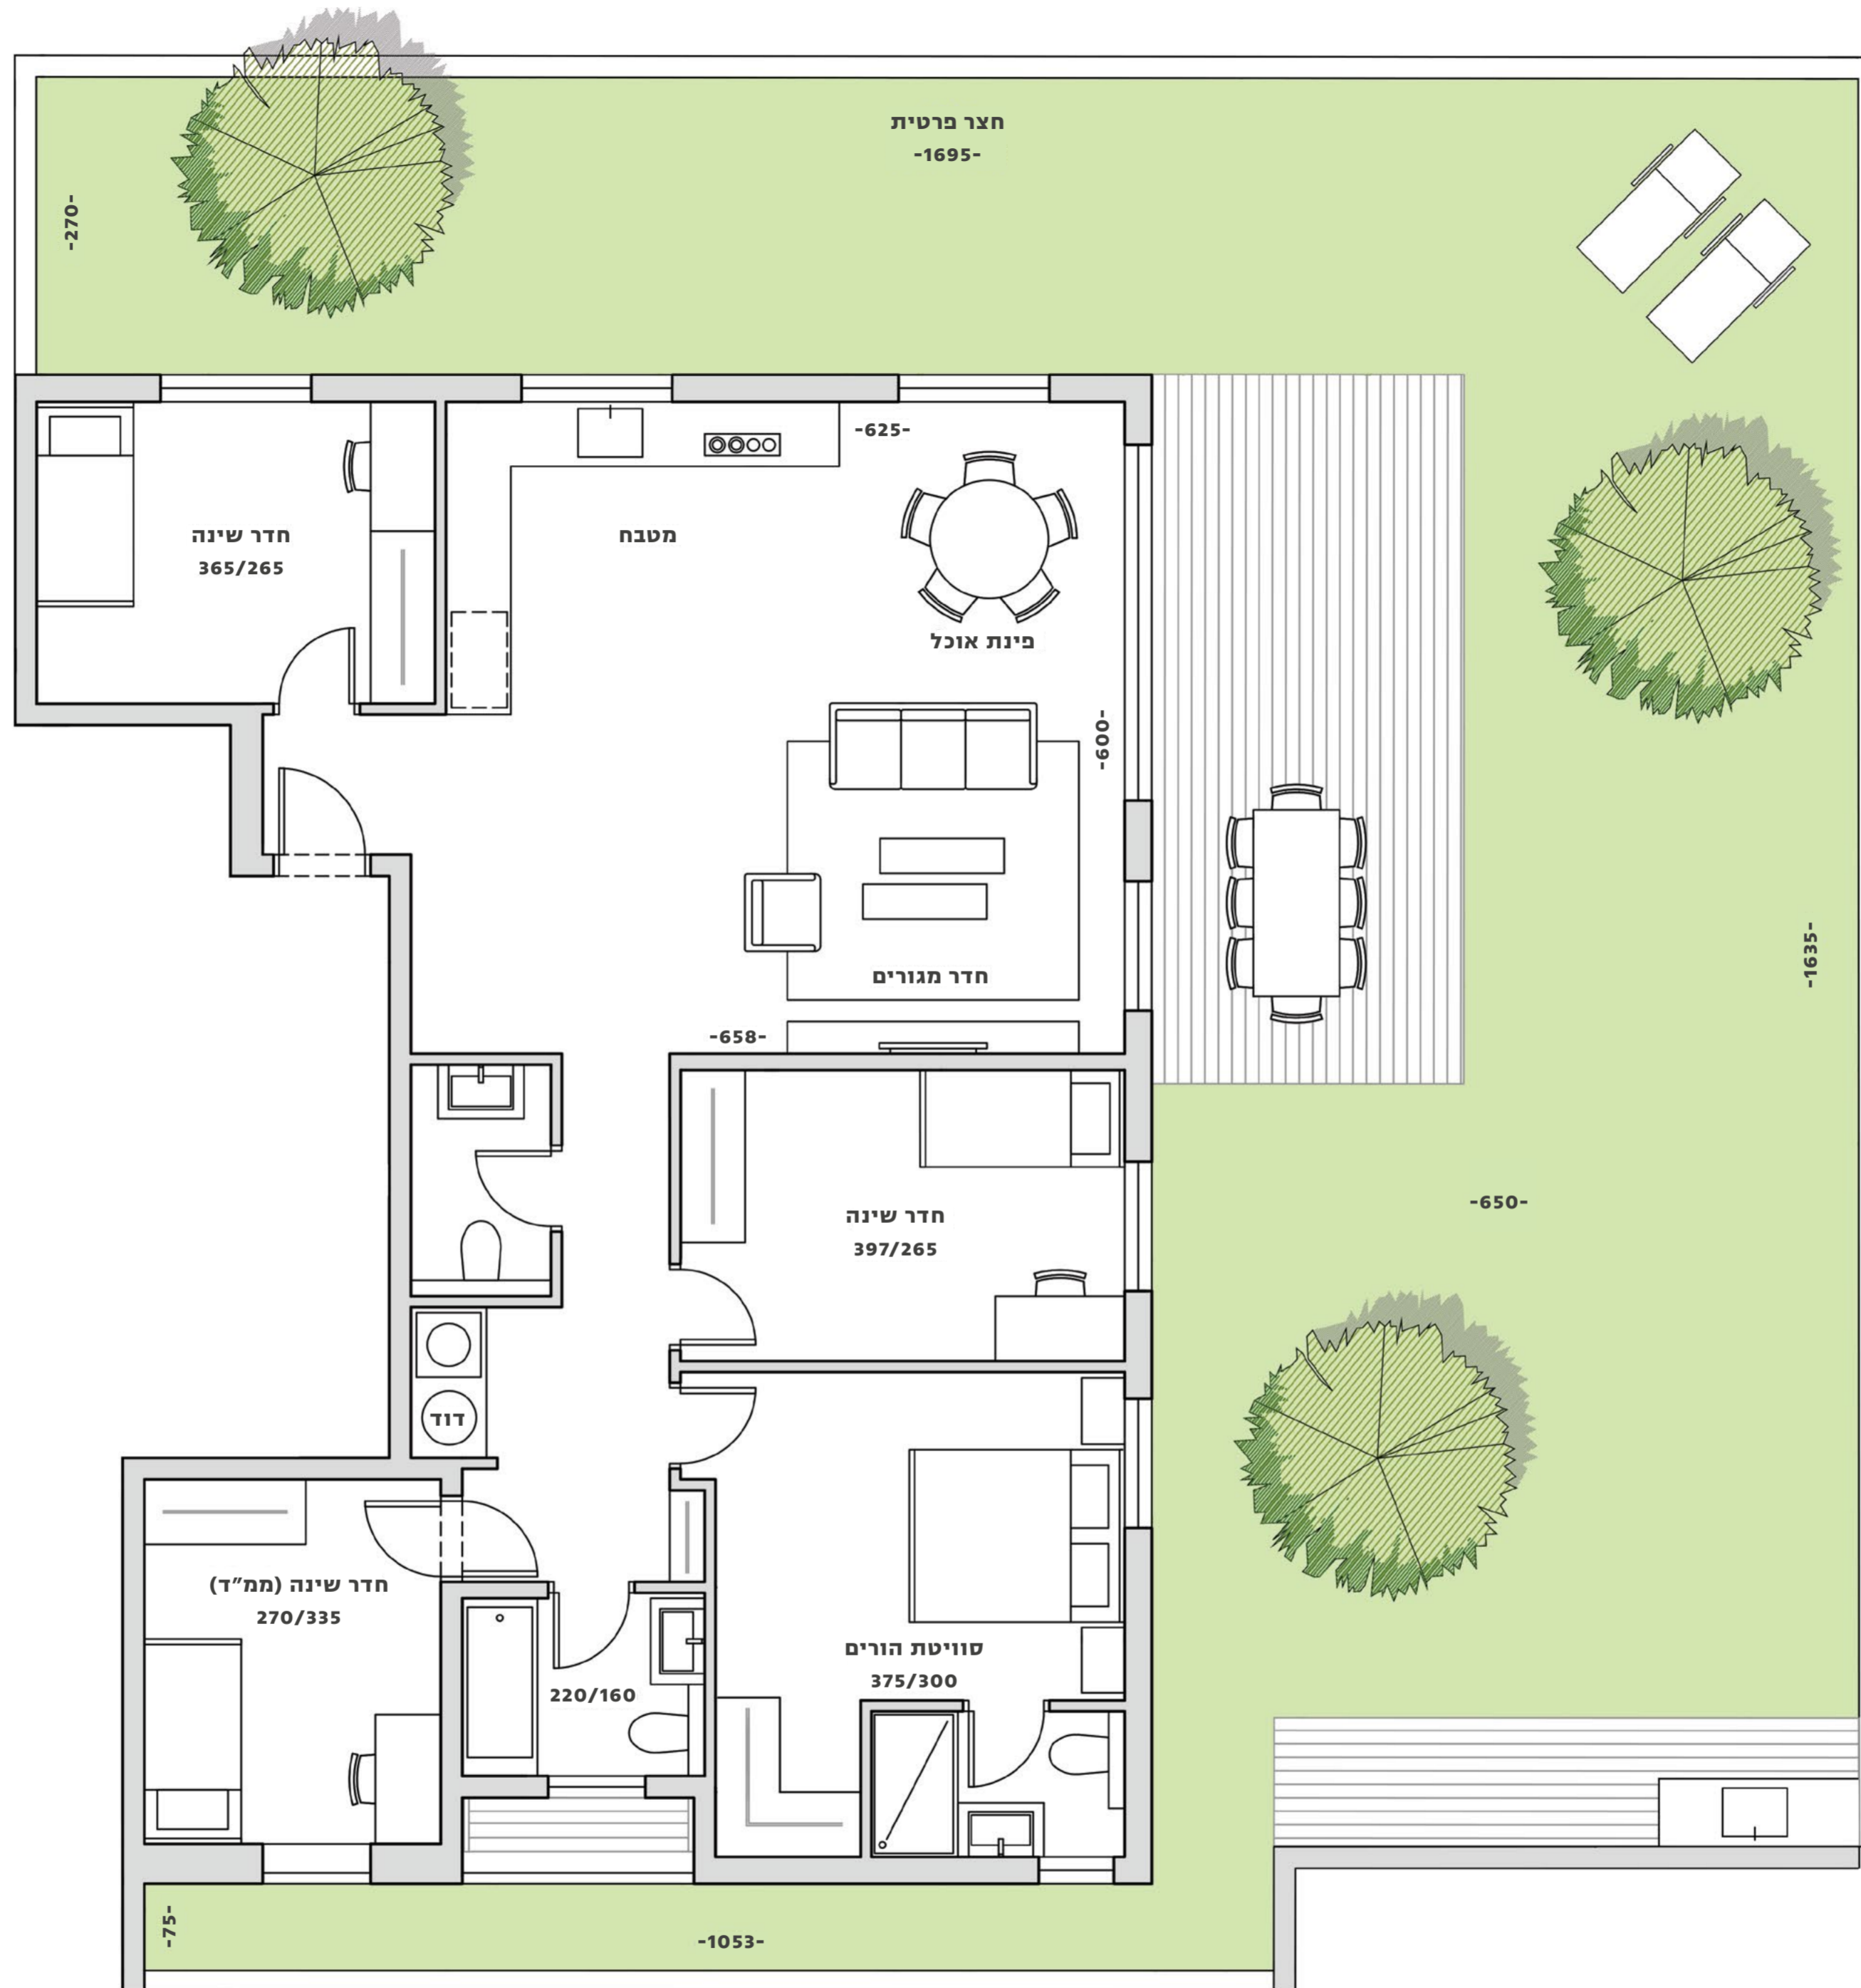 חצר פרטית
-1695-
-270-
-625-
חדר שינה
365/265
מטבח
פינת אוכל
-600-
חדר מגורים
-1635-
-658-
-650-
חדר שינה
397/265
דוד
חדר שינה (ממ״ד)
270/335
סוויטת הורים
375/300
220/160
-75-
-1053-